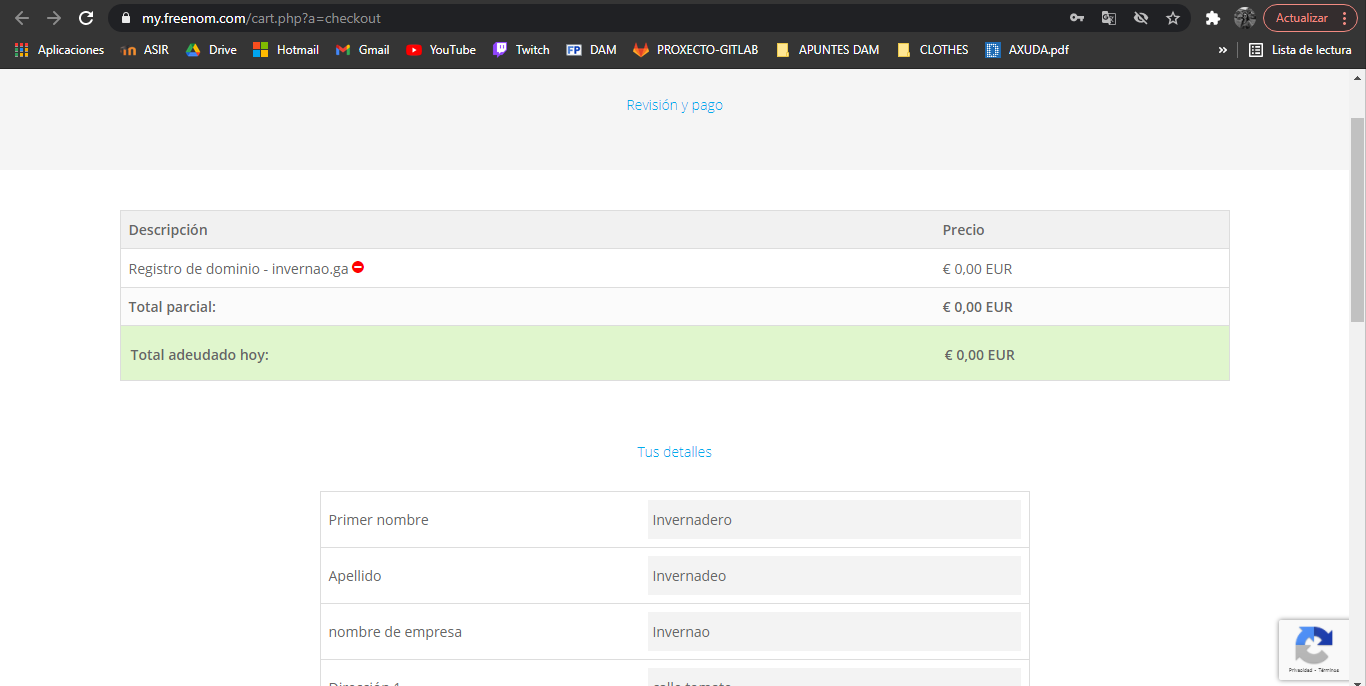 my.freenom.com/cart.php?a=checkout
Actualizar
Aplicaciones ASIR Drive Hotmail Gmail YouTube Twitch FP DAM PROXECTO-GITLAB APUNTES DAM CLOTHES AXUDA.pdf » Lista de lectura
Revisión y pago
Descripción Precio
Registro de dominio - invernao.ga € 0,00 EUR
Total parcial: € 0,00 EUR
Total adeudado hoy: € 0,00 EUR
Tus detalles
Primer nombre Invernadero
Apellido Invernadeo
nombre de empresa Invernao
Dirección 1 calle tomate
Privacidad - Términos